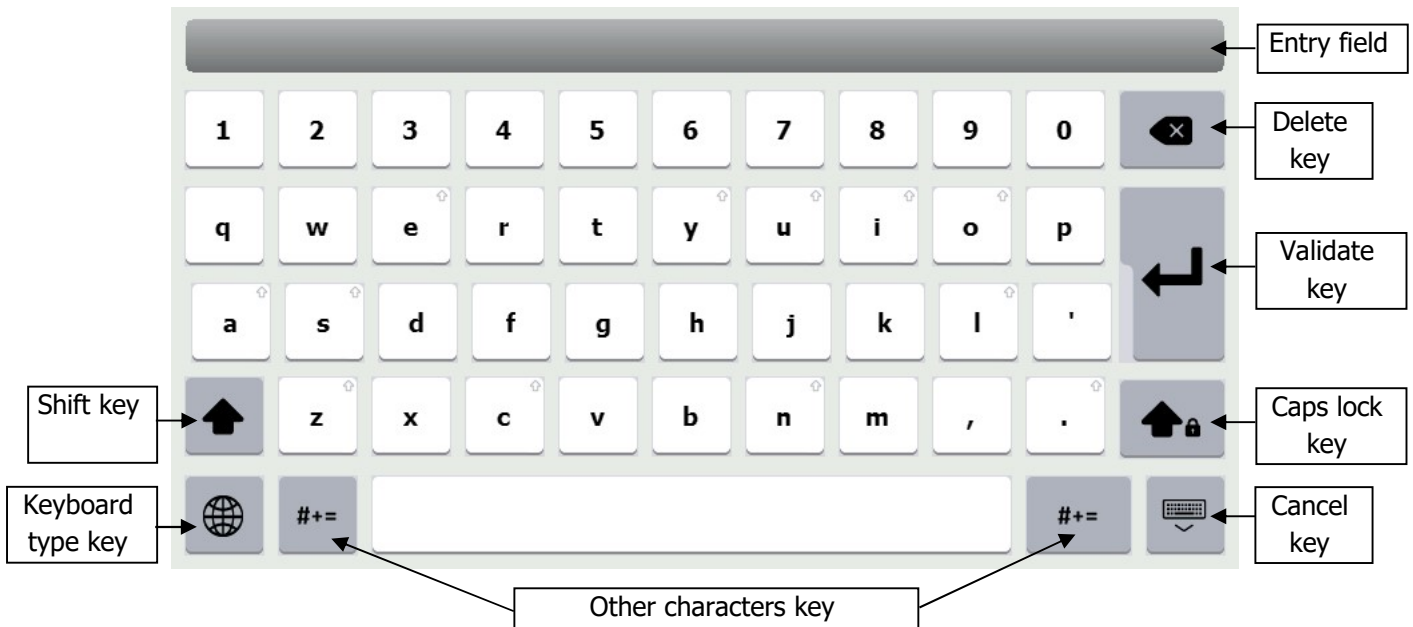 Entry field
1 2 3 4 5 6 7 8 9 0
Delete
key
q w e r t y u i o p
Validate
key
a s d f g h j k l '
Shift key
z x c v b n m , .
Caps lock
key
Keyboard
type key
#+= #+=
Cancel
key
Other characters key